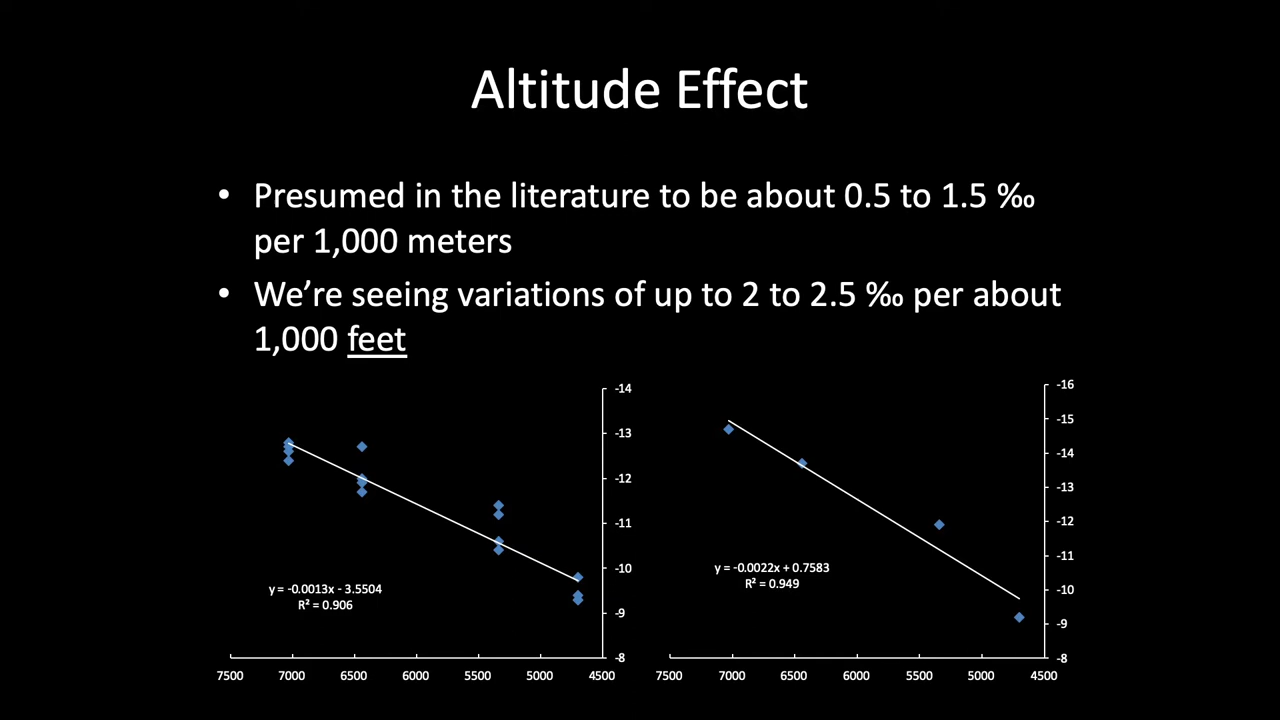 Altitude Effect
• Presumed in the literature to be about 0.5 to 1.5 ‰
per 1,000 meters
• We’re seeing variations of up to 2 to 2.5 ‰ per about
1,000 feet
-14
-13
-12
-11
-10
-9
-8
y = -0.0013x - 3.5504
R² = 0.906
7500 7000 6500 6000 5500 5000 4500
-16
-15
-14
-13
-12
-11
-10
-9
-8
y = -0.0022x + 0.7583
R² = 0.949
7500 7000 6500 6000 5500 5000 4500